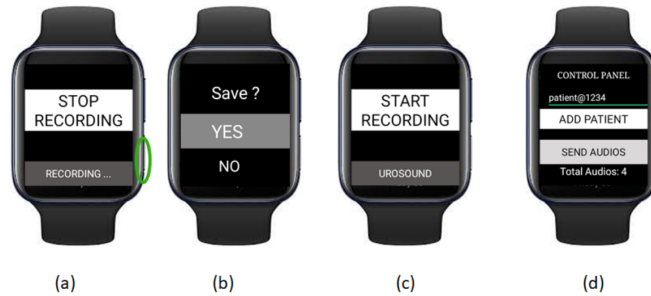 STOP
RECORDING
RECORDING ...
(a)
Save ?
YES
NO
(b)
START
RECORDING
UROSOUND
(c)
CONTROL PANEL
patient@1234
ADD PATIENT
SEND AUDIOS
Total Audios: 4
(d)